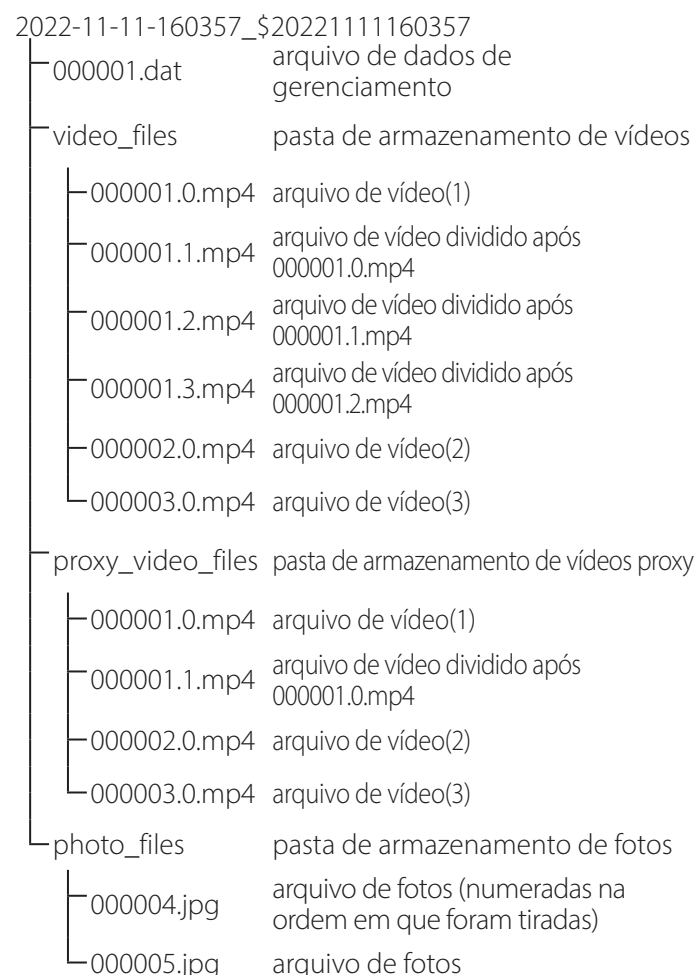 2022-11-11-160357_$20221111160357
000001.dat arquivo de dados de
gerenciamento
video_files pasta de armazenamento de vídeos
000001.0.mp4 arquivo de vídeo(1)
000001.1.mp4 arquivo de vídeo dividido após
000001.0.mp4
000001.2.mp4 arquivo de vídeo dividido após
000001.1.mp4
000001.3.mp4 arquivo de vídeo dividido após
000001.2.mp4
000002.0.mp4 arquivo de vídeo(2)
000003.0.mp4 arquivo de vídeo(3)
proxy_video_files pasta de armazenamento de vídeos proxy
000001.0.mp4 arquivo de vídeo(1)
000001.1.mp4 arquivo de vídeo dividido após
000001.0.mp4
000002.0.mp4 arquivo de vídeo(2)
000003.0.mp4 arquivo de vídeo(3)
photo_files pasta de armazenamento de fotos
000004.jpg arquivo de fotos (numeradas na
ordem em que foram tiradas)
000005.jpg arquivo de fotos